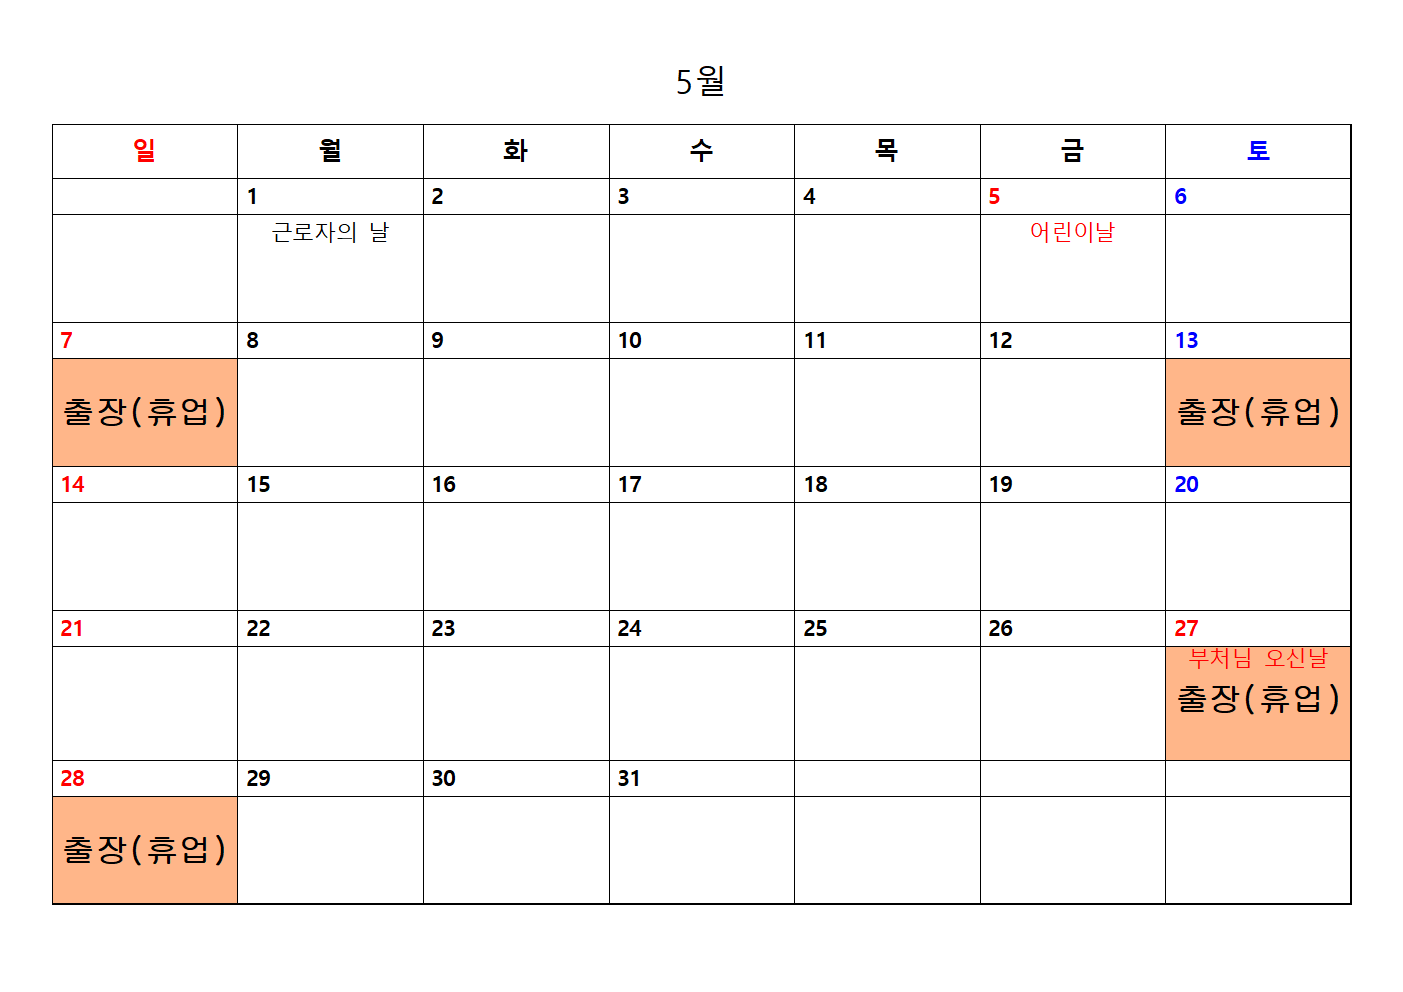 5월
일 월 화 수 목 금 토
1 2 3 4 5 6
근로자의 날 어린이날
7 8 9 10 11 12 13
출장(휴업) 출장(휴업)
14 15 16 17 18 19 20
21 22 23 24 25 26 27
부처님 오신날
출장(휴업)
28 29 30 31
출장(휴업)